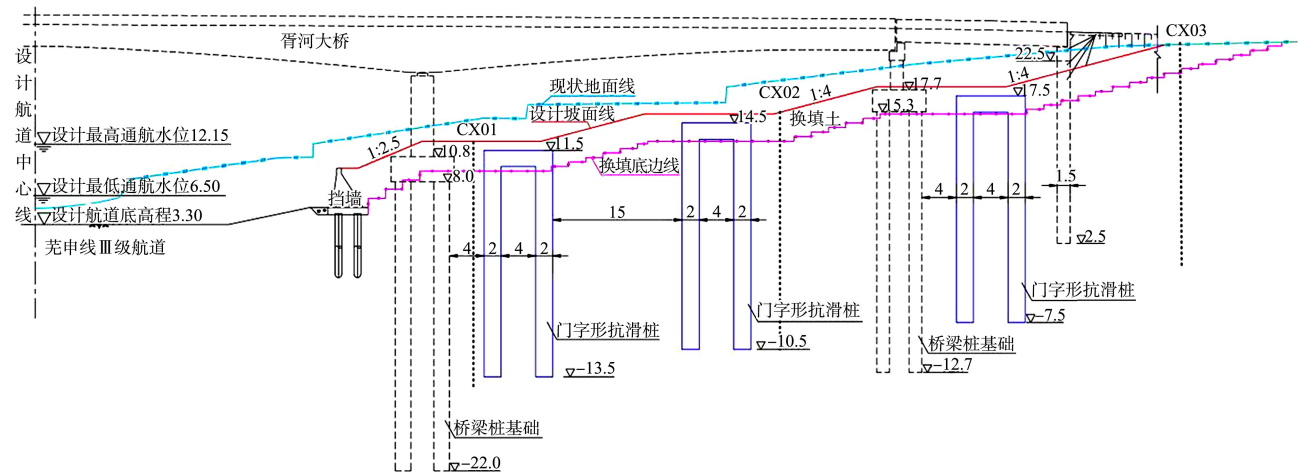 胥河大桥
CX03
22.5
1:4
17.7
17.5
CX02
1:4
15.3
换填土
14.5
现状地面线
设计坡面线
CX01
11.5
1:2.5
10.8
8.0
换填底边线
设计航道中心线
设计最高通航水位12.15
设计最低通航水位6.50
设计航道底高程3.30
芜申线Ⅲ级航道
挡墙
4
2
4
2
15
2
4
2
4
2
4
2
1.5
2.5
门字形抗滑桩
-7.5
门字形抗滑桩
-10.5
门字形抗滑桩
-13.5
桥梁桩基础
-12.7
桥梁桩基础
-22.0